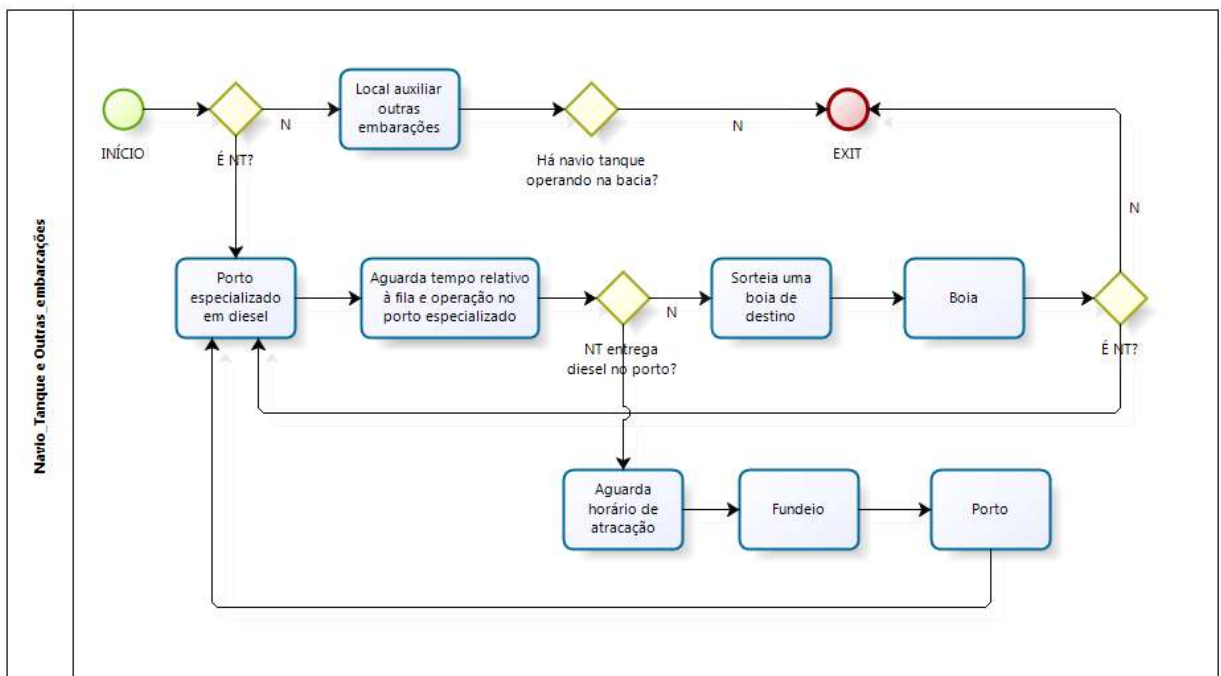 Navio_Tanque e Outras_embarcações
INÍCIO
É NT?
N
Local auxiliar
outras
embarações
Há navio tanque
operando na bacia?
N
EXIT
N
Porto
especializado
em diesel
Aguarda tempo relativo
à fila e operação no
porto especializado
NT entrega
diesel no porto?
N
Sorteia uma
boia de
destino
Boia
É NT?
Aguarda
horário de
atracação
Fundeio
Porto